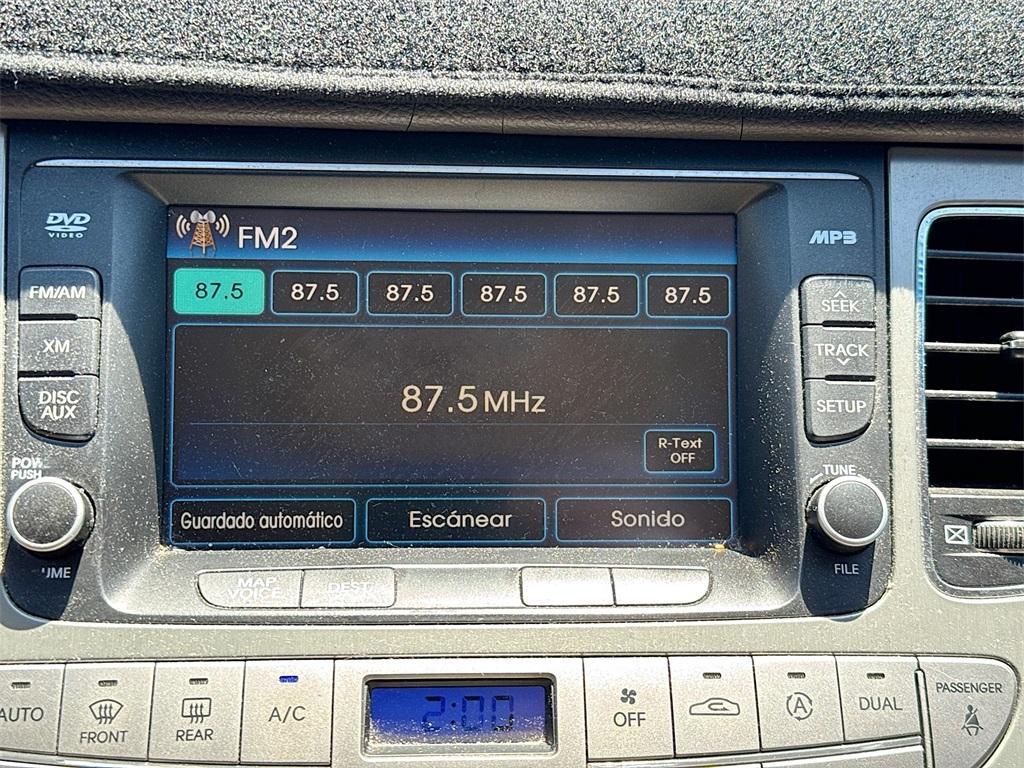 DVD
VIDEO
FM2
MP3
87.5 87.5 87.5 87.5 87.5 87.5
FM/AM
XM
DISC
AUX
87.5 MHz
R-Text
OFF
SEEK
TRACK
SETUP
PUSH
TUNE
FILE
Guardado automático
Escánear
Sonido
MAP
VOICE
DEST
AUTO
FRONT
REAR
A/C
2:00
OFF
DUAL
PASSENGER